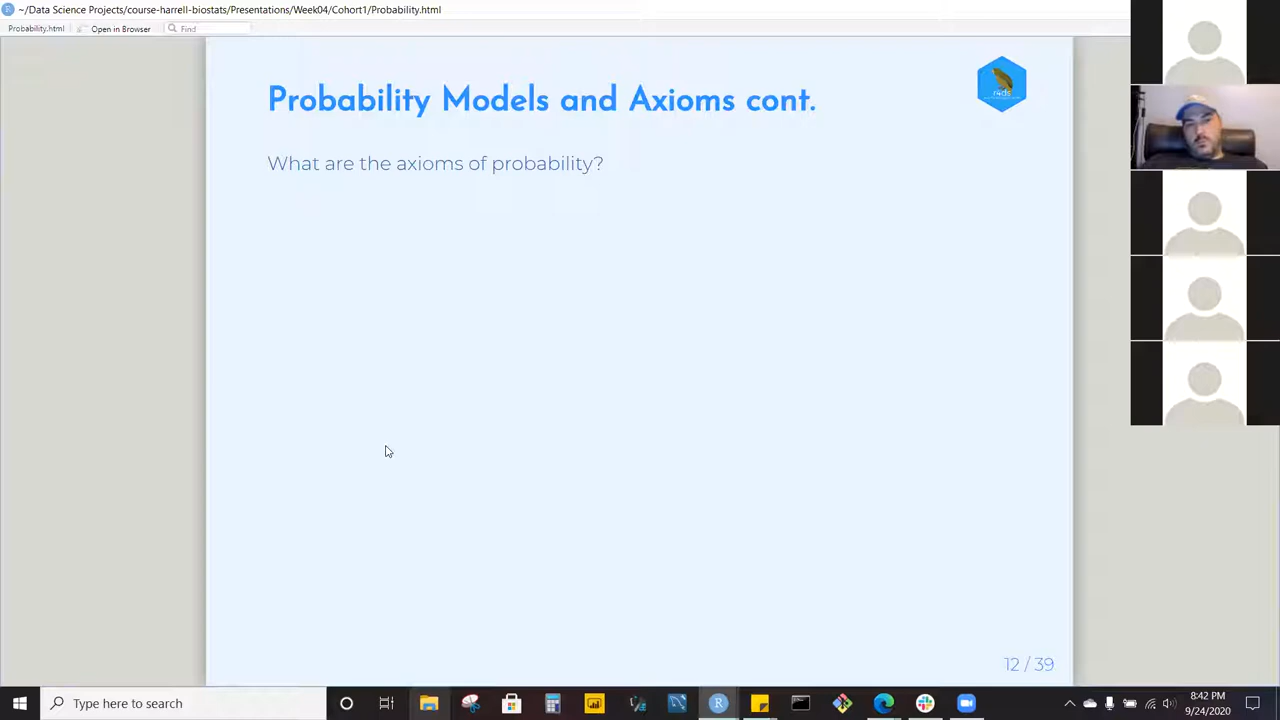 ~/Data Science Projects/course-harrell-biostats/Presentations/Week04/Cohort1/Probability.html
Probability.html
Open in Browser
Find
Probability Models and Axioms cont.
r4ds
What are the axioms of probability?
12 / 39
Type here to search
R
8:42 PM
9/24/2020